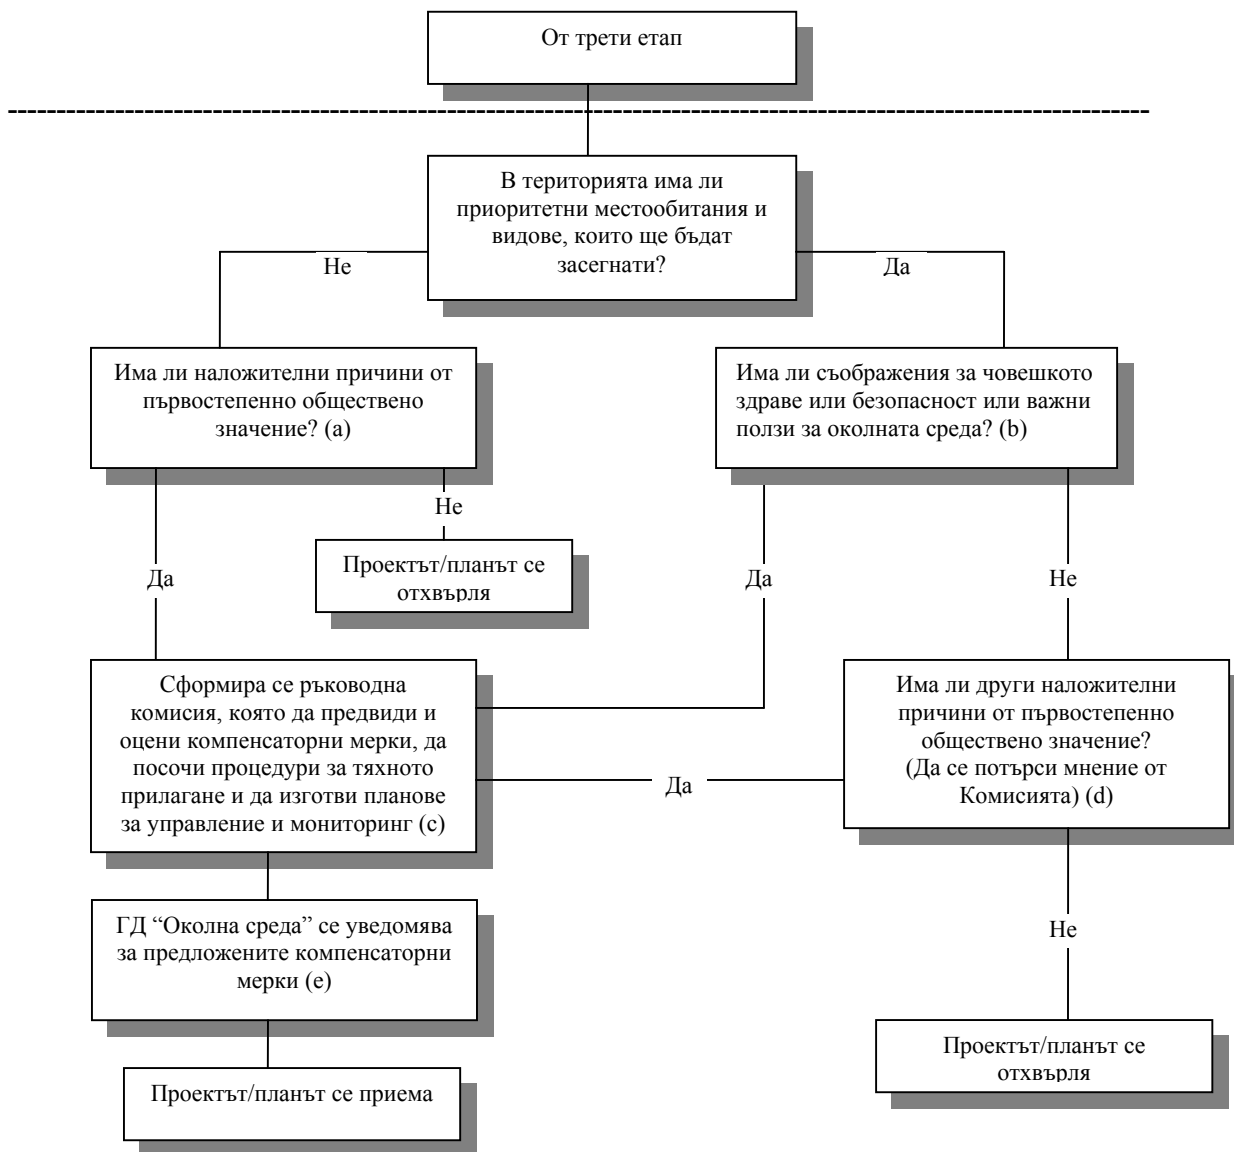 От трети етап
В територията има ли
приоритетни местообитания и
видове, които ще бъдат
засегнати?
Не
Да
Има ли наложителни причини от
първостепенно обществено
значение? (a)
Има ли съображения за човешкото
здраве или безопасност или важни
ползи за околната среда? (b)
Не
Проектът/планът се
отхвърля
Да
Да
Не
Сформира се ръководна
комисия, която да предвиди и
оцени компенсаторни мерки, да
посочи процедури за тяхното
прилагане и да изготви планове
за управление и мониторинг (c)
Да
Има ли други наложителни
причини от първостепенно
обществено значение?
(Да се потърси мнение от
Комисията) (d)
ГД “Околна среда” се уведомява
за предложените компенсаторни
мерки (e)
Не
Проектът/планът се приема
Проектът/планът се
отхвърля